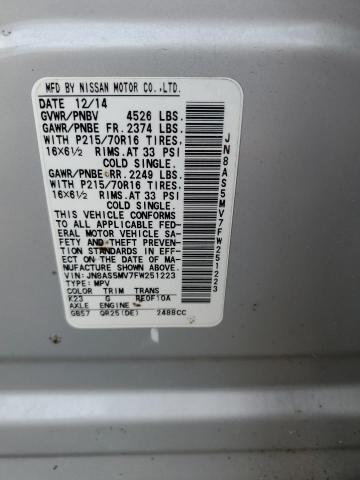 MFD BY NISSAN MOTOR CO.,LTD.
DATE 12/14
GVWR/PNBV 4526 LBS.
GAWR/PNBE FR. 2374 LBS.
WITH P215/70R16 TIRES.
16X6½ RIMS.AT 33 PSI
COLD SINGLE.
GAWR/PNBE RR. 2249 LBS.
WITH P215/70R16 TIRES.
16X6½ RIMS.AT 33 PSI
COLD SINGLE.
THIS VEHICLE CONFORMS
TO ALL APPLICABLE FED-
ERAL MOTOR VEHICLE SA-
FETY AND THEFT PREVEN-
TION STANDARDS IN EFF-
ECT ON THE DATE OF MA-
NUFACTURE SHOWN ABOVE.
VIN:JN8AS5MV7FW251223
TYPE: MPV
COLOR TRIM TRANS
K23 G RE0F10A
AXLE ENGINE
GB57 QR25(DE) 2488CC
JN8AS5MV7FW251223